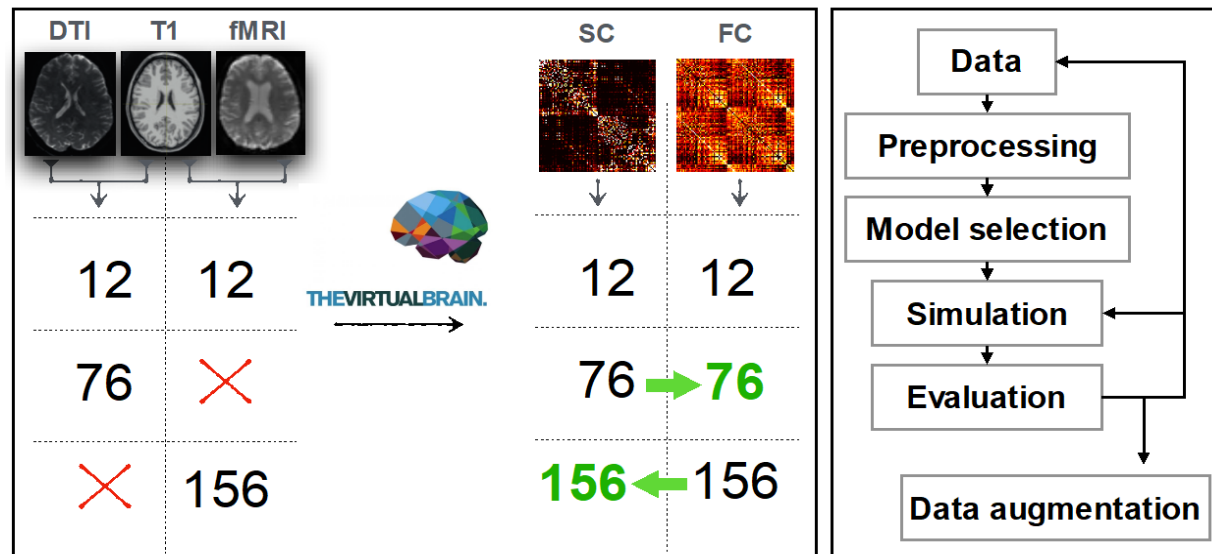 DTI T1 fMRI
SC FC
12 12
12 12
THEVIRTUALBRAIN.
76
76 76
156
156 156
Data
Preprocessing
Model selection
Simulation
Evaluation
Data augmentation